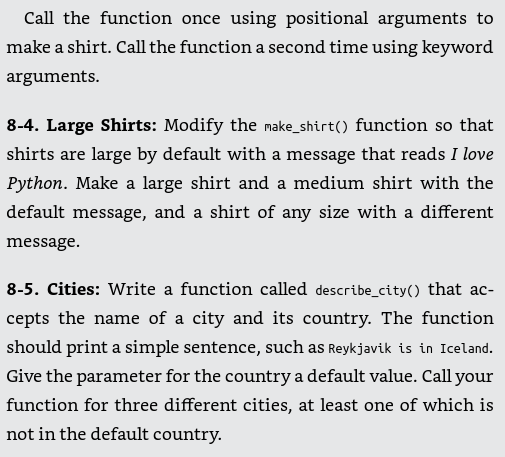 Call the function once using positional arguments to
make a shirt. Call the function a second time using keyword
arguments.
8-4. Large Shirts: Modify the make_shirt() function so that
shirts are large by default with a message that reads I love
Python. Make a large shirt and a medium shirt with the
default message, and a shirt of any size with a different
message.
8-5. Cities: Write a function called describe_city() that ac-
cepts the name of a city and its country. The function
should print a simple sentence, such as Reykjavik is in Iceland.
Give the parameter for the country a default value. Call your
function for three different cities, at least one of which is
not in the default country.